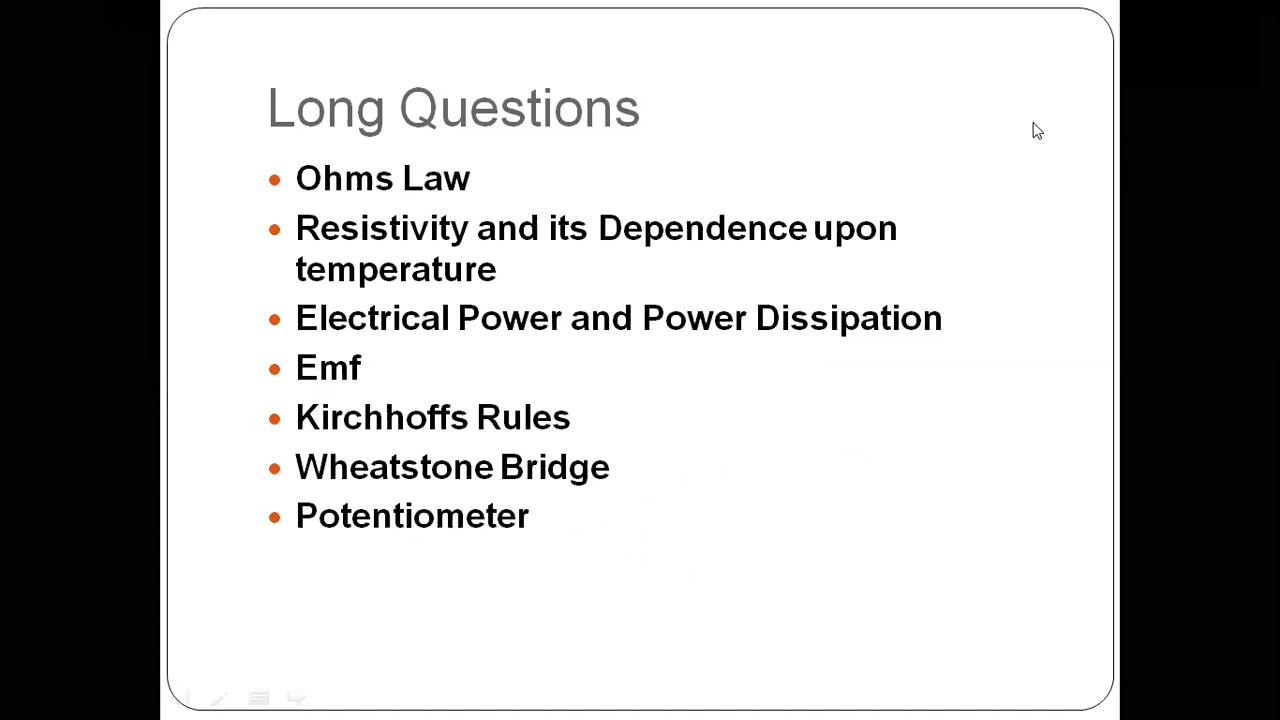 Long Questions
Ohms Law
Resistivity and its Dependence upon
temperature
Electrical Power and Power Dissipation
Emf
Kirchhoffs Rules
Wheatstone Bridge
Potentiometer